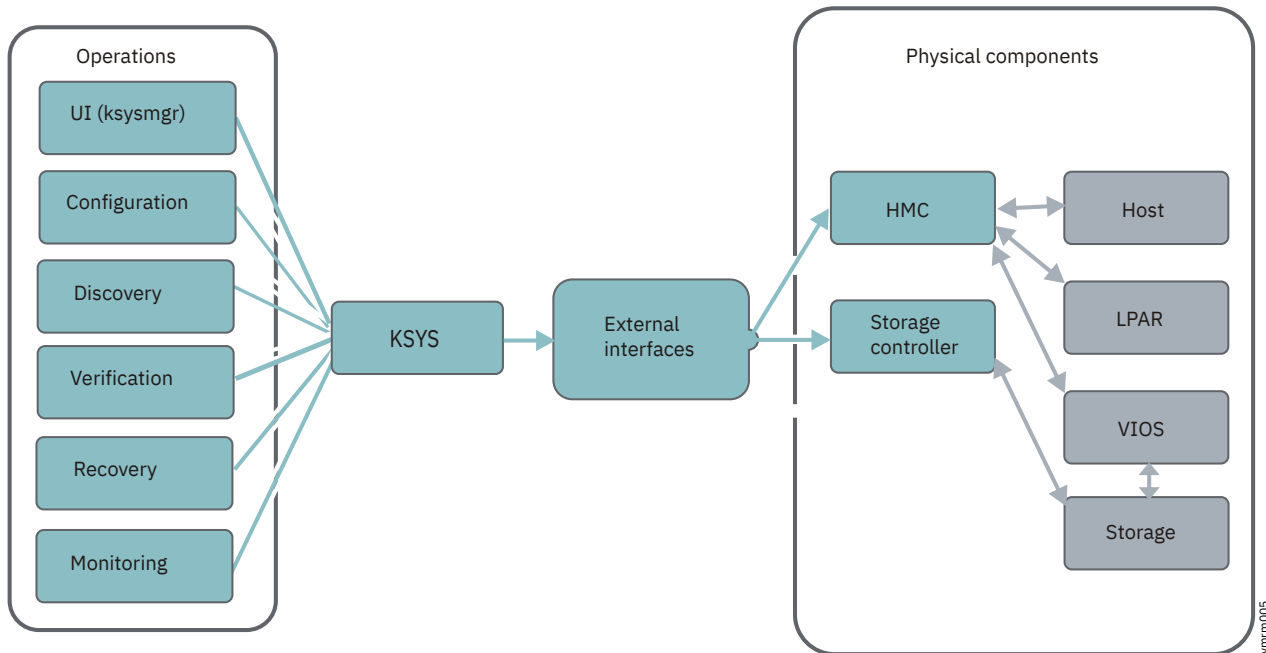 Operations
UI (ksysmgr)
Configuration
Discovery
Verification
Recovery
Monitoring
KSYS
External
interfaces
Physical components
HMC
Storage
controller
Host
LPAR
VIOS
Storage
vmrm005